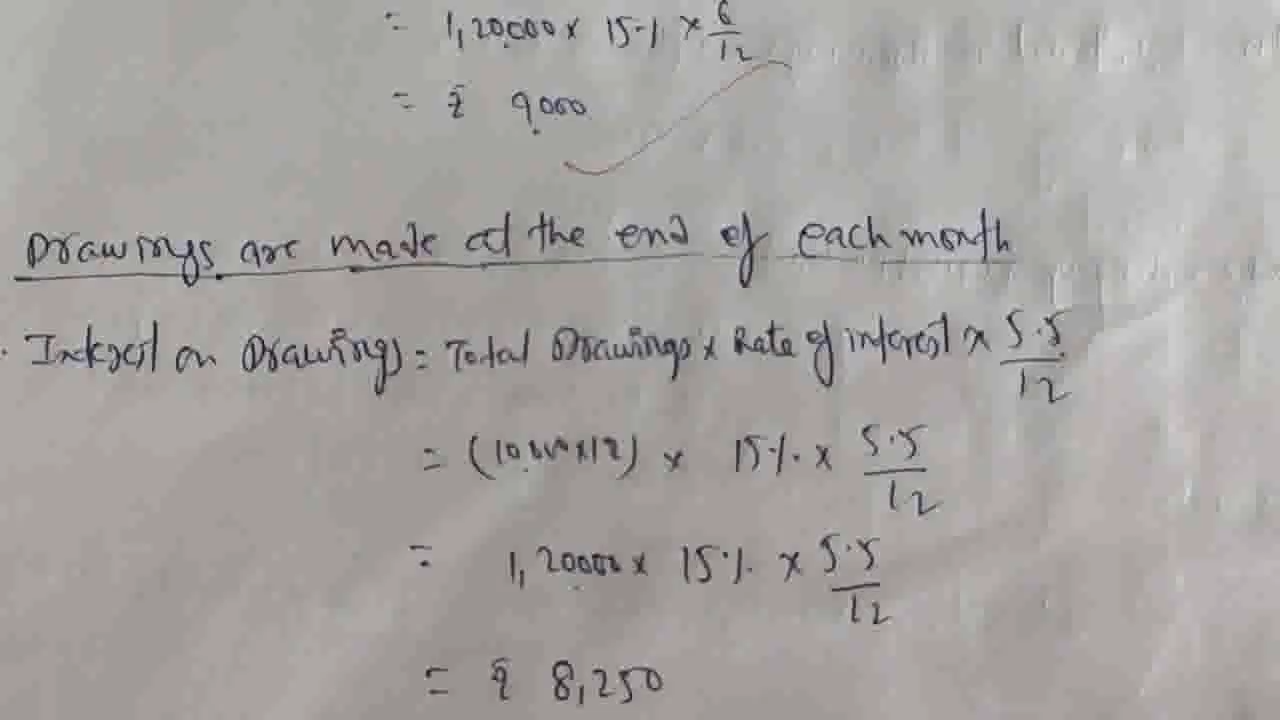 = 1,20,000 × 15% × 6/12
= ₹ 9,000
Drawings are made at the end of each month
Interest on Drawings = Total Drawings × Rate of interest × 5.5/12
= (10,000×12) × 15% × 5.5/12
= 1,20,000 × 15% × 5.5/12
= ₹ 8,250